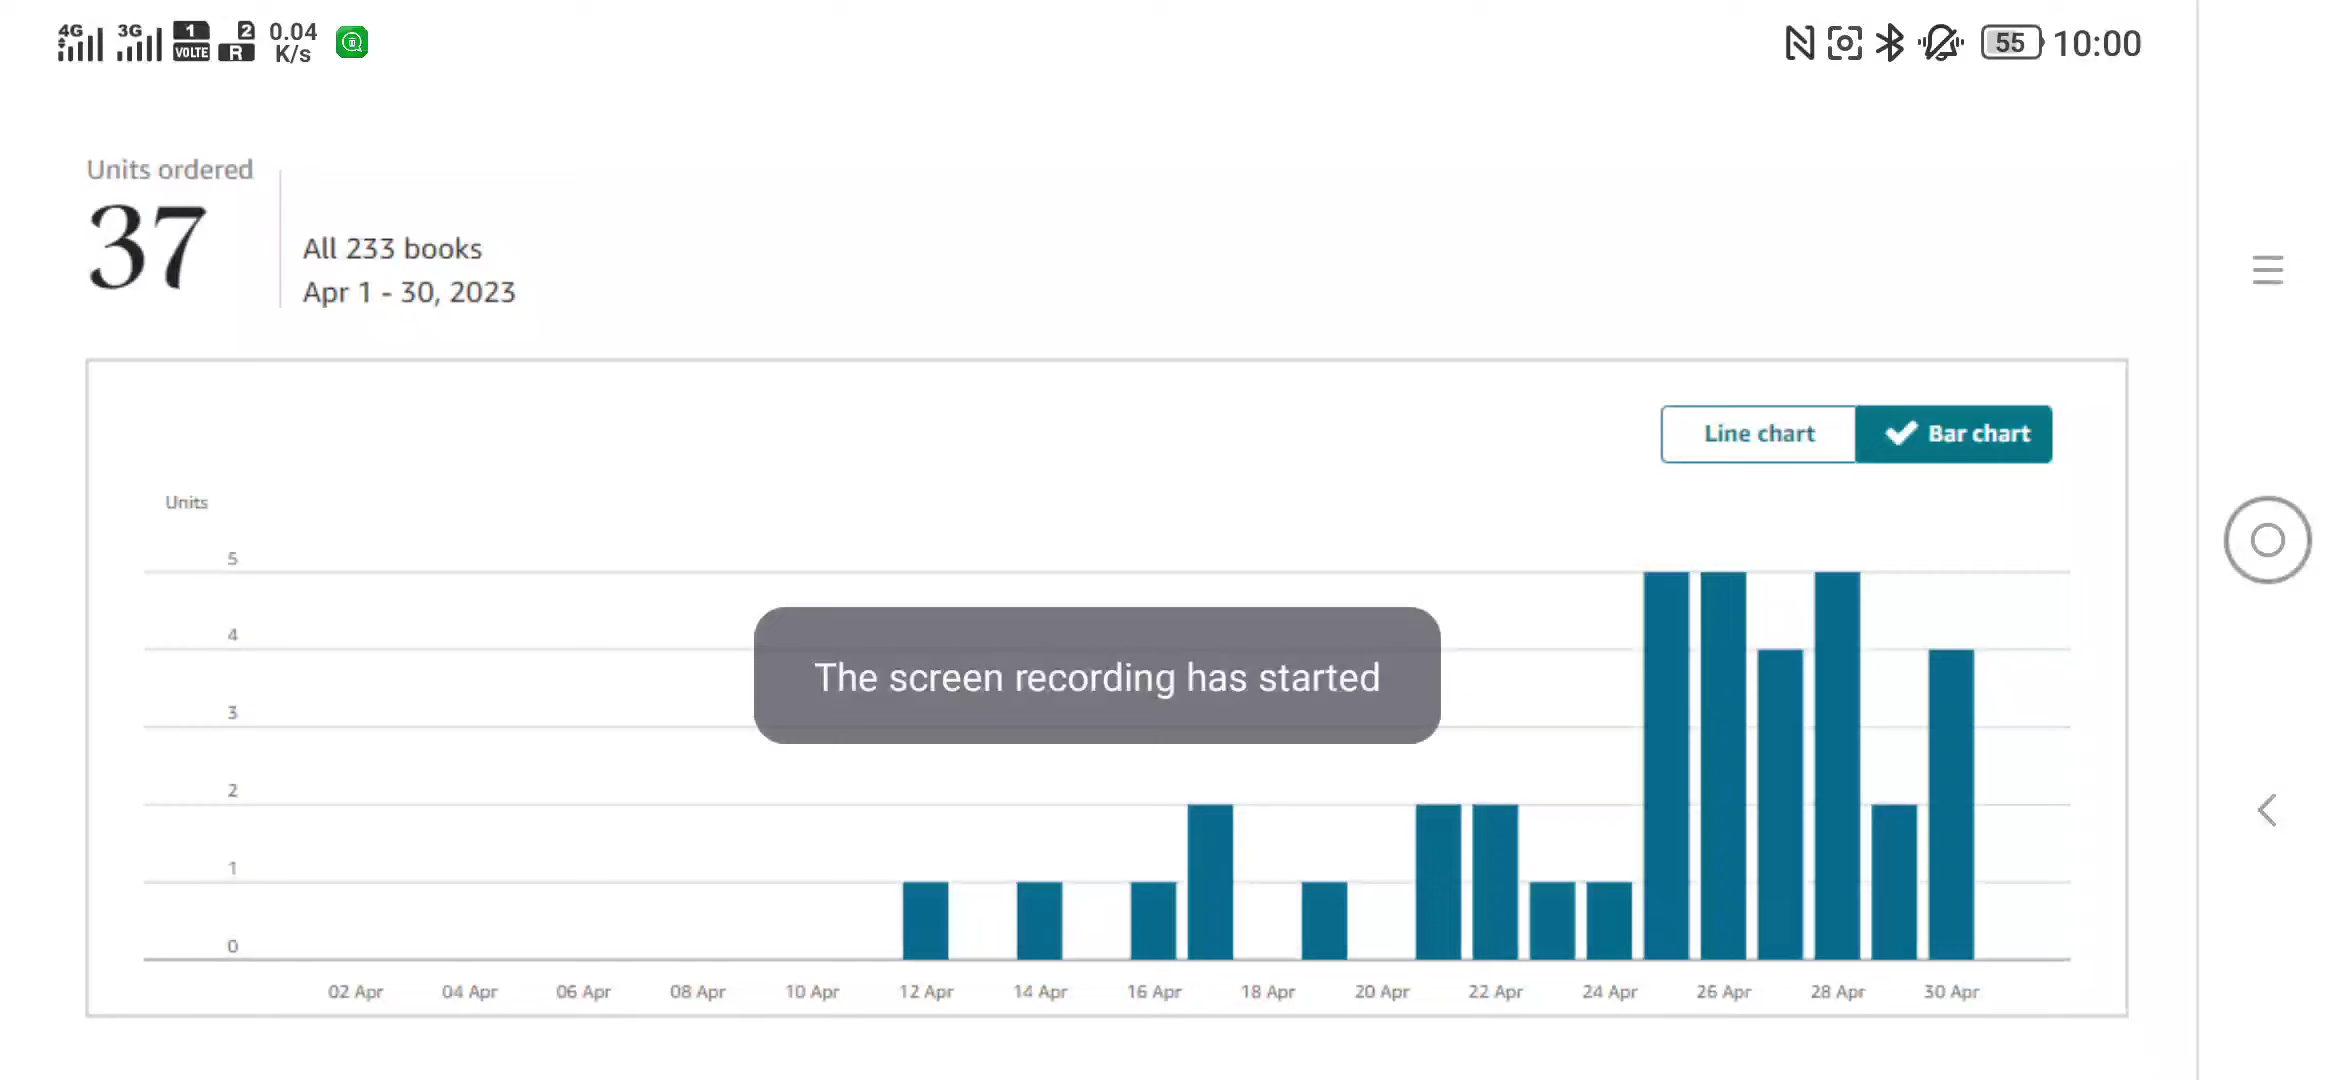 4G 3G 1 VOLTE 2 R 0.04 K/s 55 10:00
Units ordered
37
All 233 books
Apr 1 - 30, 2023
Line chart Bar chart
Units
5
4
The screen recording has started
3
2
1
0
02 Apr 04 Apr 06 Apr 08 Apr 10 Apr 12 Apr 14 Apr 16 Apr 18 Apr 20 Apr 22 Apr 24 Apr 26 Apr 28 Apr 30 Apr